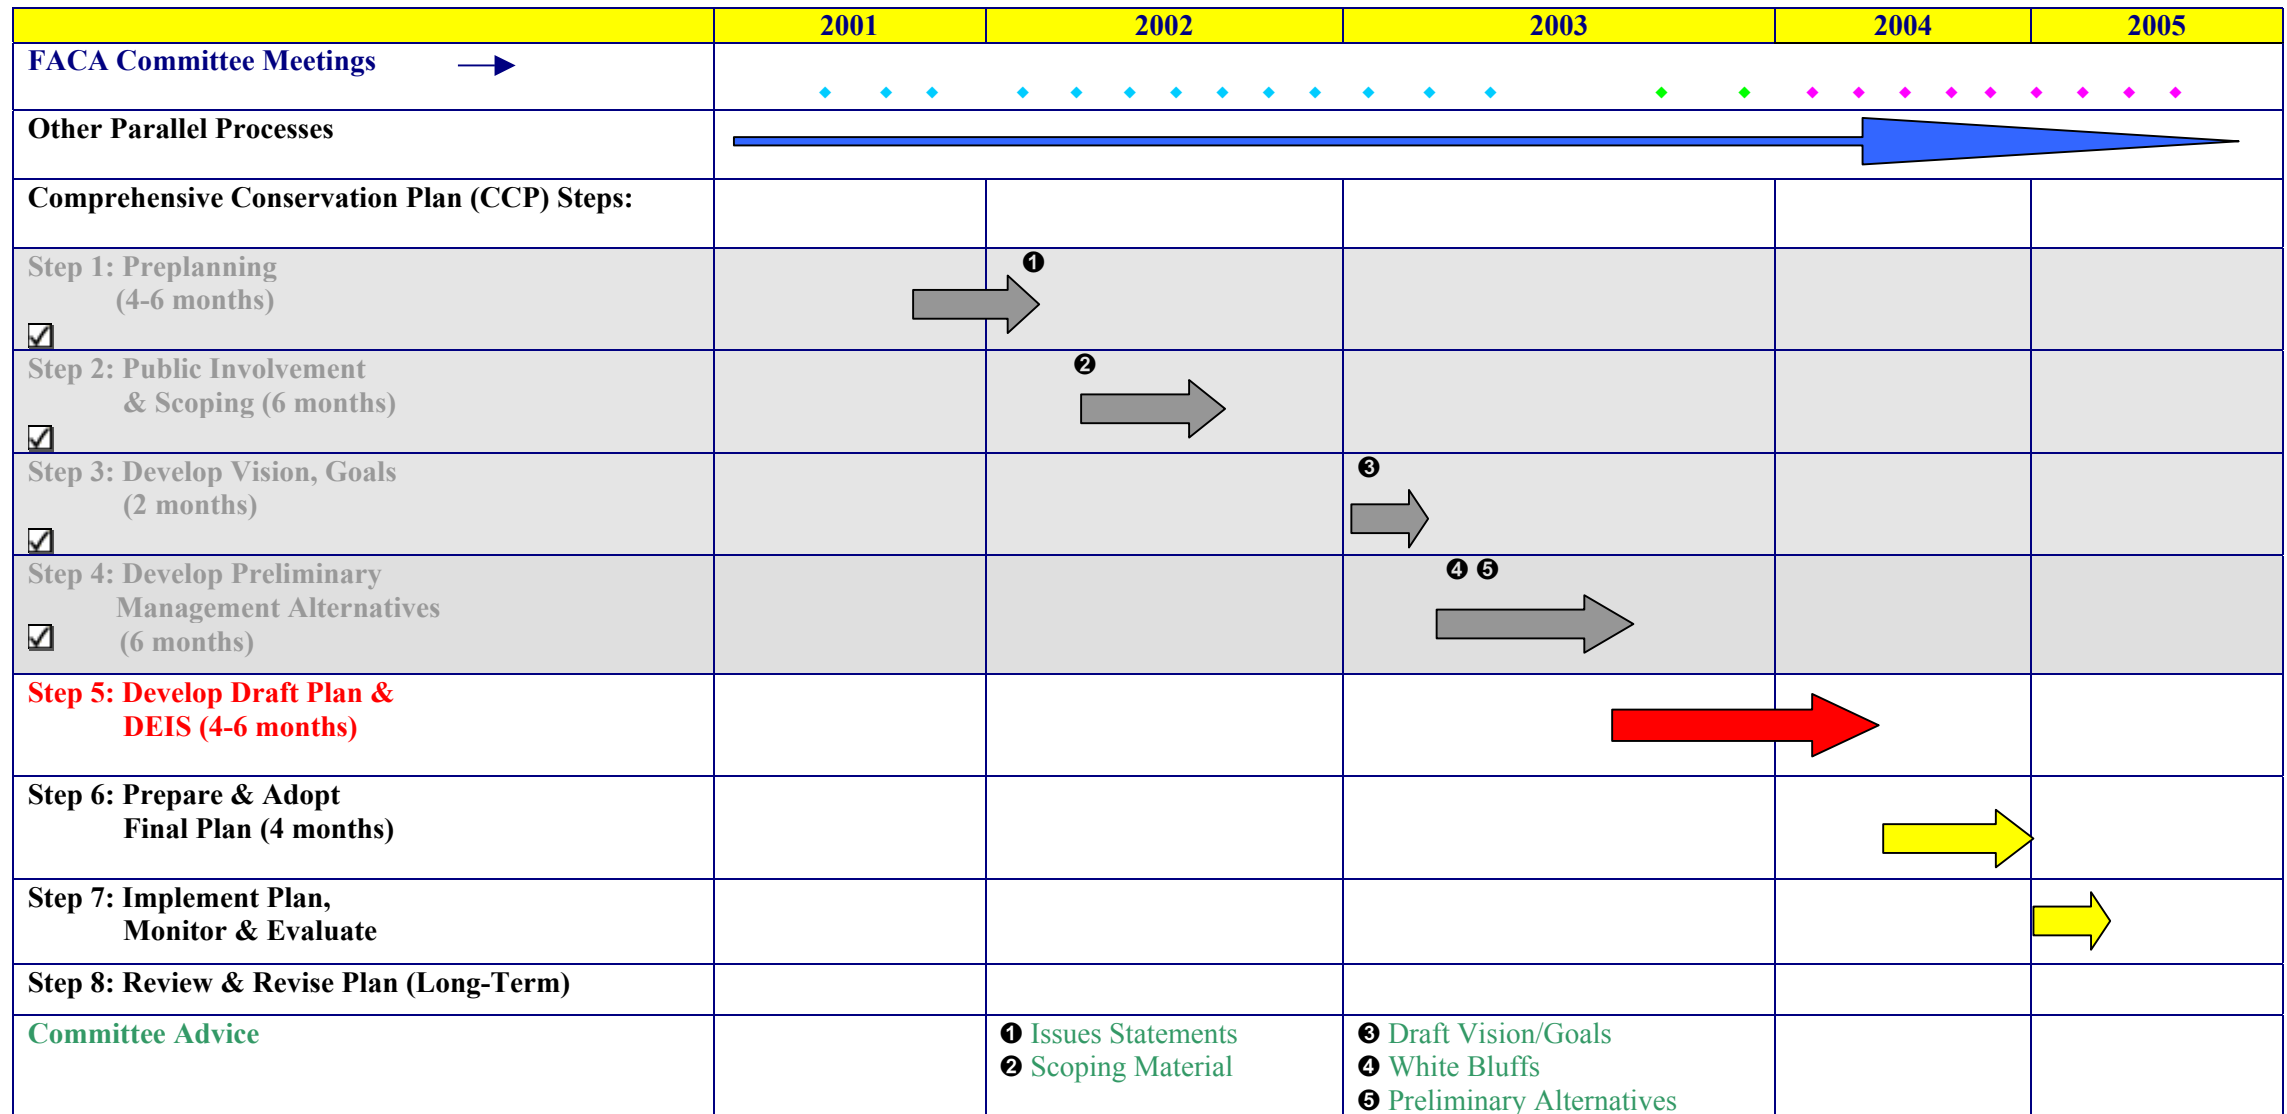 2001 2002 2003 2004 2005
FACA Committee Meetings
Other Parallel Processes
Comprehensive Conservation Plan (CCP) Steps:
Step 1: Preplanning
(4-6 months)
❶
Step 2: Public Involvement
& Scoping (6 months)
❷
Step 3: Develop Vision, Goals
(2 months)
❸
Step 4: Develop Preliminary
Management Alternatives
(6 months)
❹ ❺
Step 5: Develop Draft Plan &
DEIS (4-6 months)
Step 6: Prepare & Adopt
Final Plan (4 months)
Step 7: Implement Plan,
Monitor & Evaluate
Step 8: Review & Revise Plan (Long-Term)
Committee Advice
❶ Issues Statements
❷ Scoping Material
❸ Draft Vision/Goals
❹ White Bluffs
❺ Preliminary Alternatives